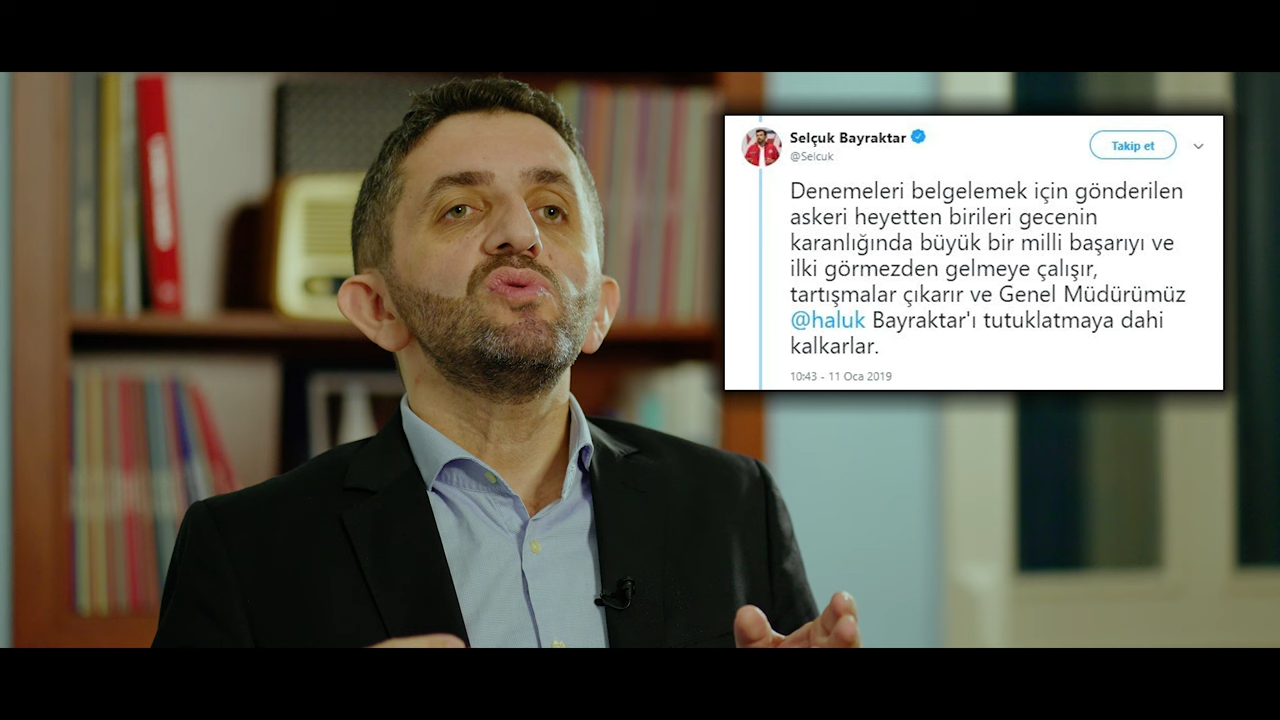 Selçuk Bayraktar
@Selcuk
Takip et
Denemeleri belgelemek için gönderilen
askeri heyetten birileri gecenin
karanlığında büyük bir milli başarıyı ve
ilki görmezden gelmeye çalışır,
tartışmalar çıkarır ve Genel Müdürümüz
@haluk Bayraktar'ı tutuklatmaya dahi
kalkarlar.
10:43 - 11 Oca 2019